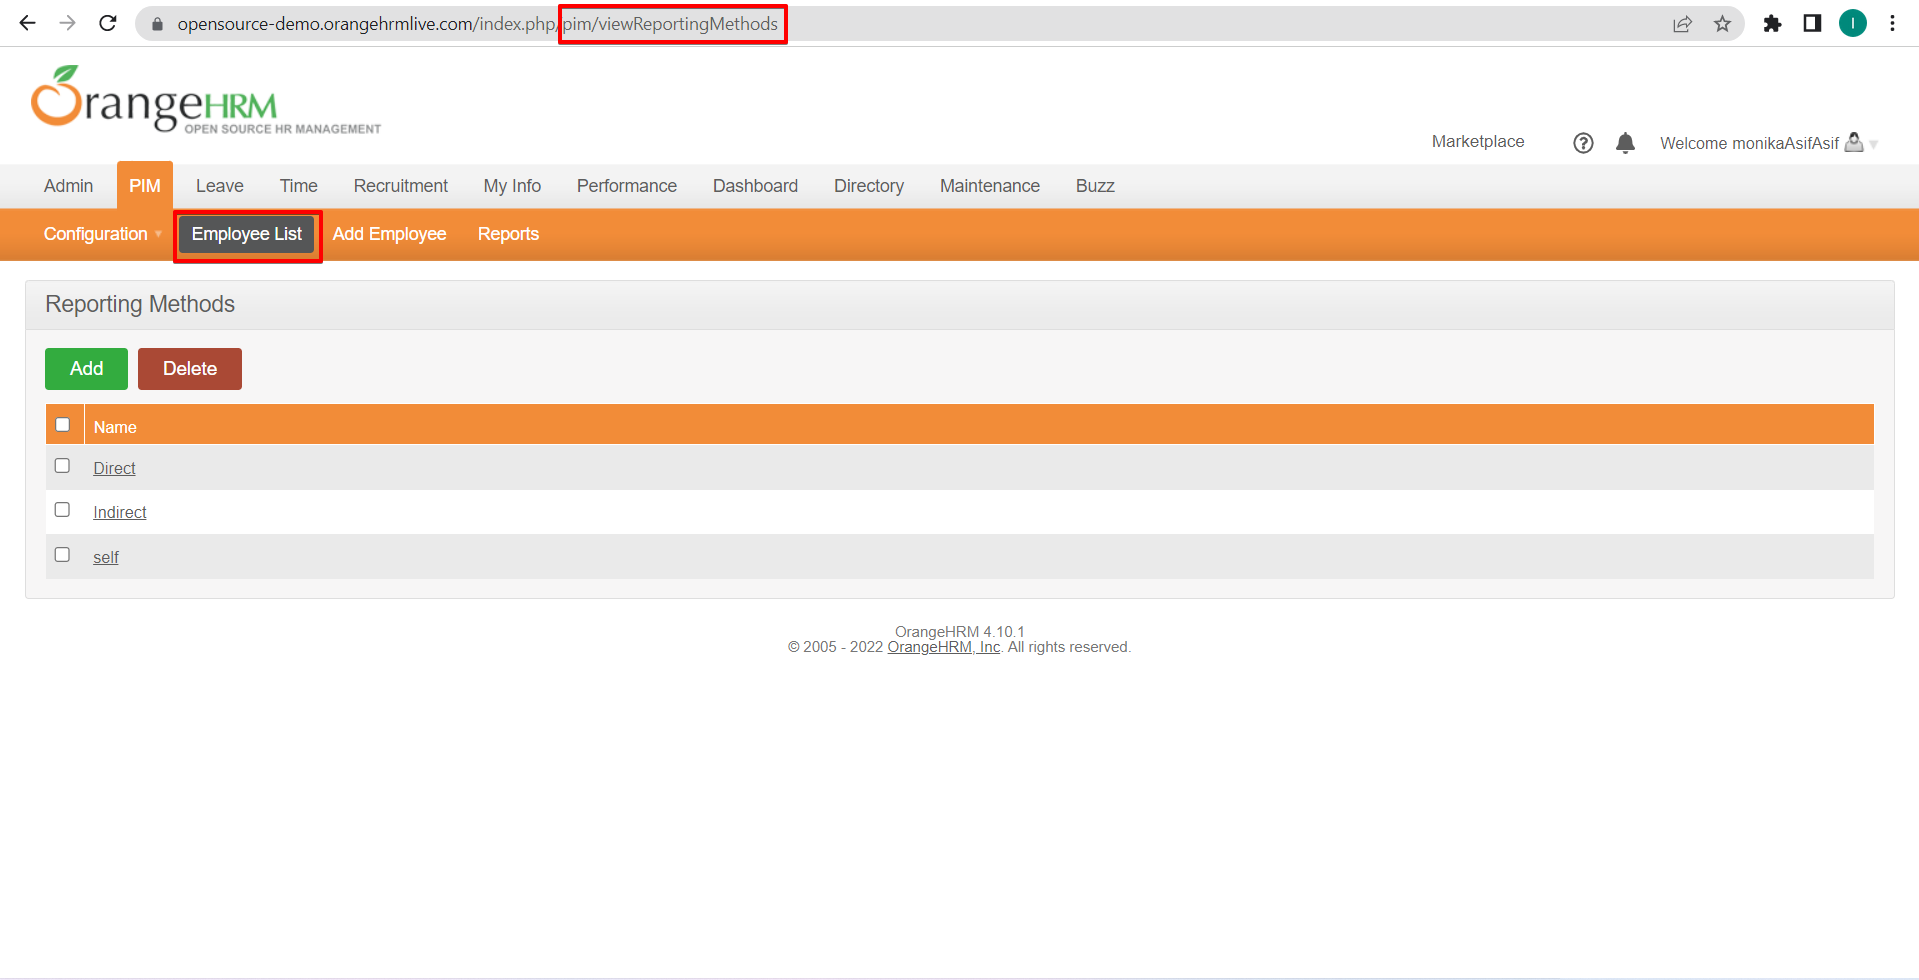 opensource-demo.orangehrmlive.com/index.php/pim/viewReportingMethods
I
OrangeHRM
OPEN SOURCE HR MANAGEMENT
Marketplace ? Welcome monikaAsifAsif
Admin PIM Leave Time Recruitment My Info Performance Dashboard Directory Maintenance Buzz
Configuration Employee List Add Employee Reports
Reporting Methods
Add Delete
Name
Direct
Indirect
self
OrangeHRM 4.10.1
© 2005 - 2022 OrangeHRM, Inc. All rights reserved.